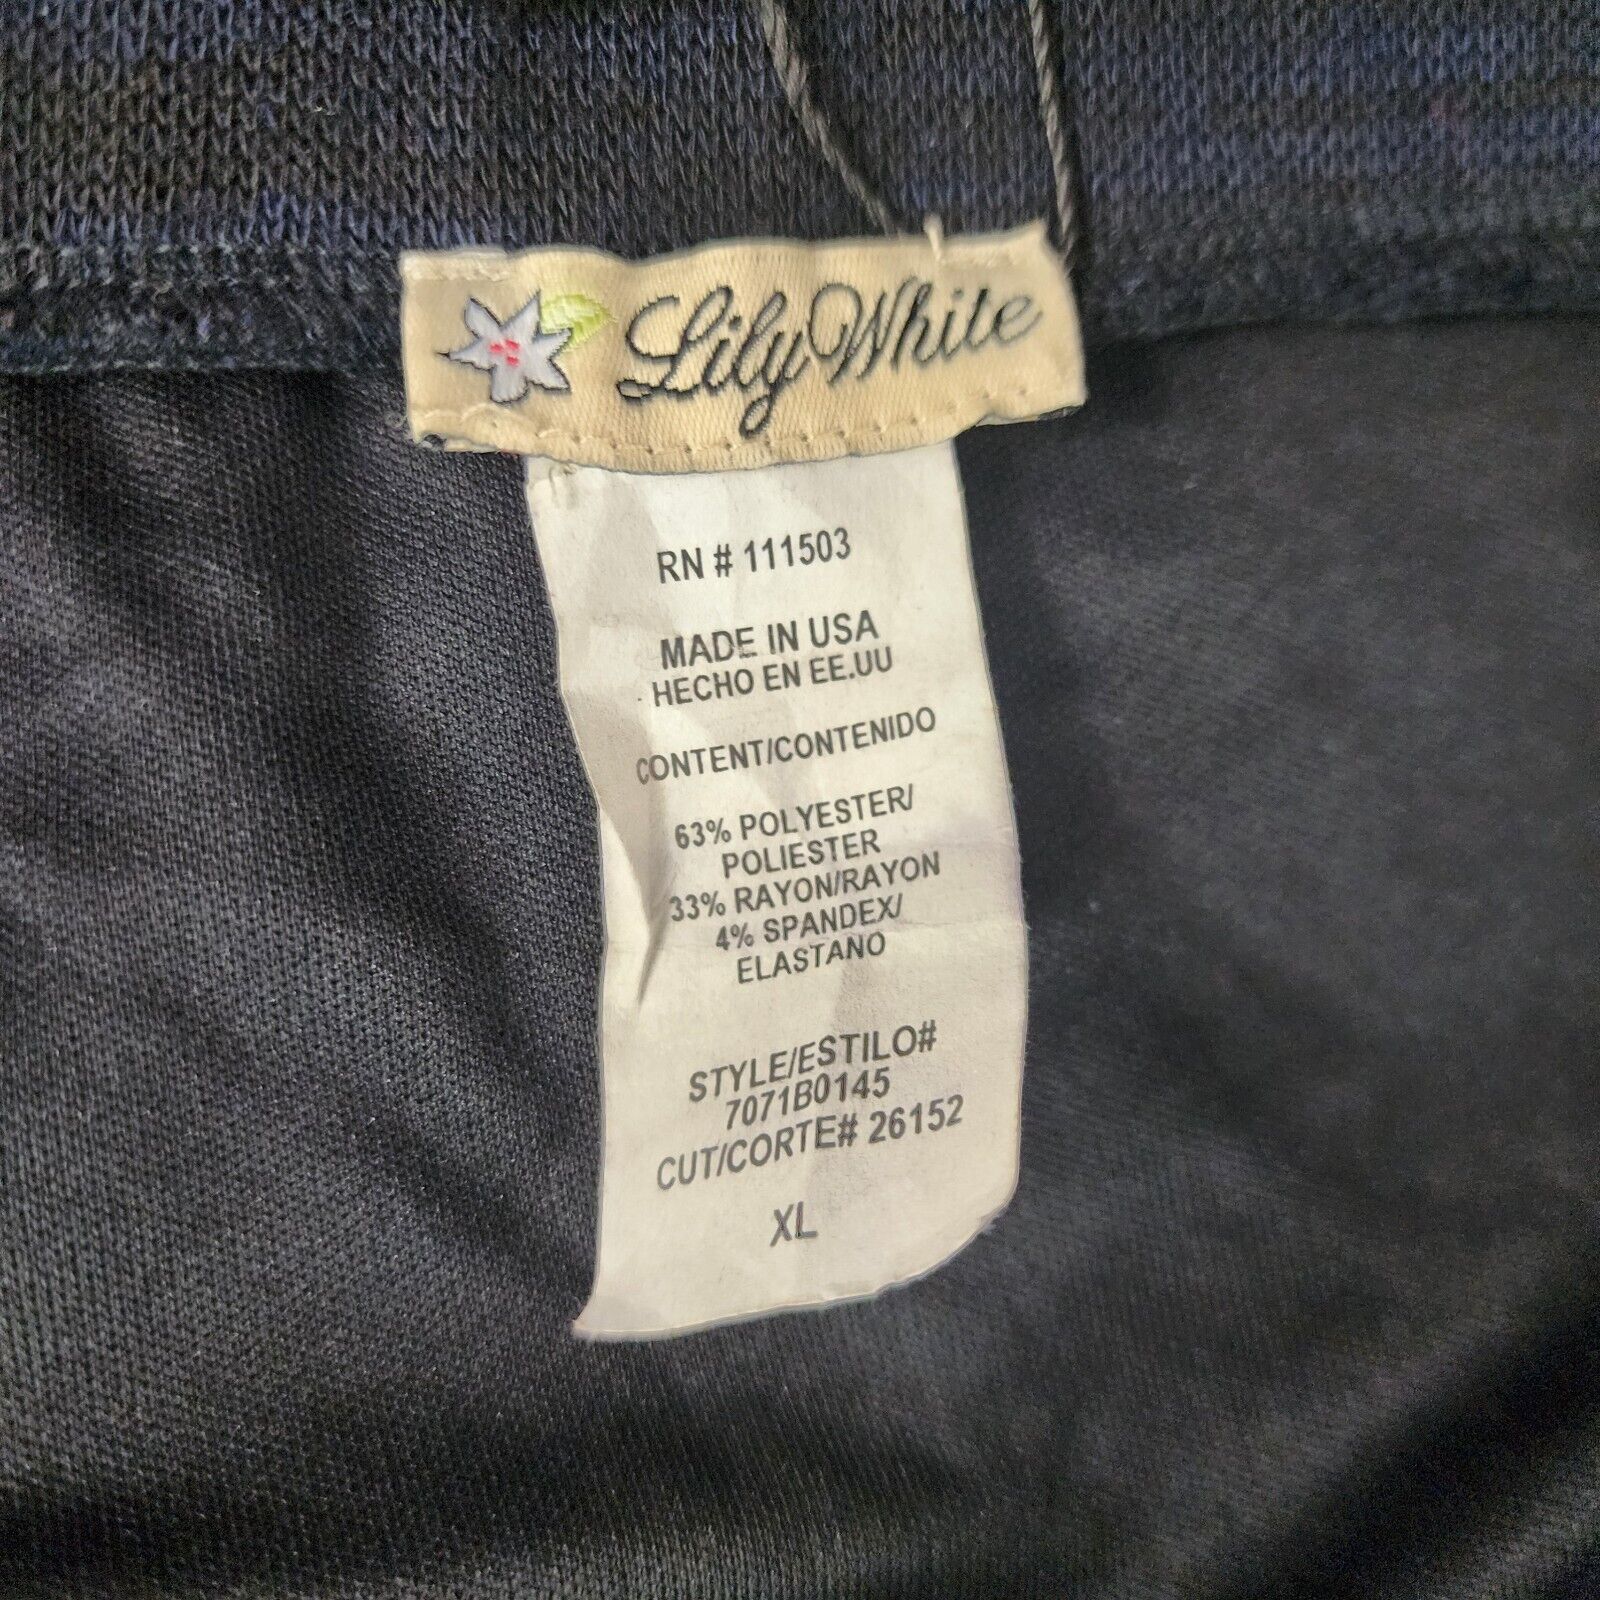 Lily White
RN # 111503
MADE IN USA
HECHO EN EE.UU
CONTENT/CONTENIDO
63% POLYESTER/
POLIESTER
33% RAYON/RAYON
4% SPANDEX/
ELASTANO
STYLE/ESTILO#
7071B0145
CUT/CORTE# 26152
XL